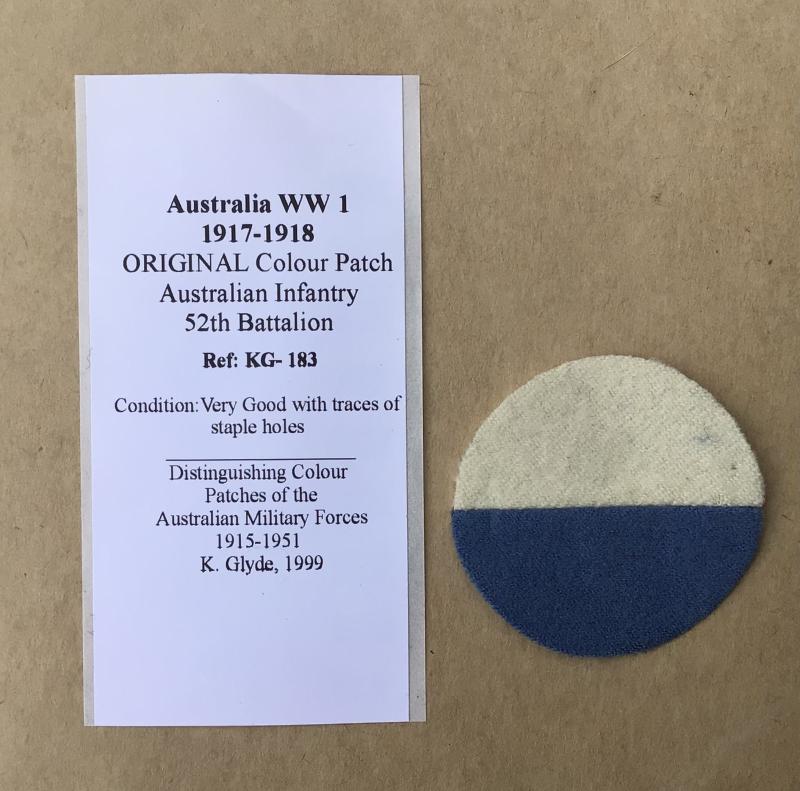 Australia WW 1
1917-1918
ORIGINAL Colour Patch
Australian Infantry
52th Battalion
Ref: KG- 183
Condition: Very Good with traces of
staple holes
Distinguishing Colour
Patches of the
Australian Military Forces
1915-1951
K. Glyde, 1999